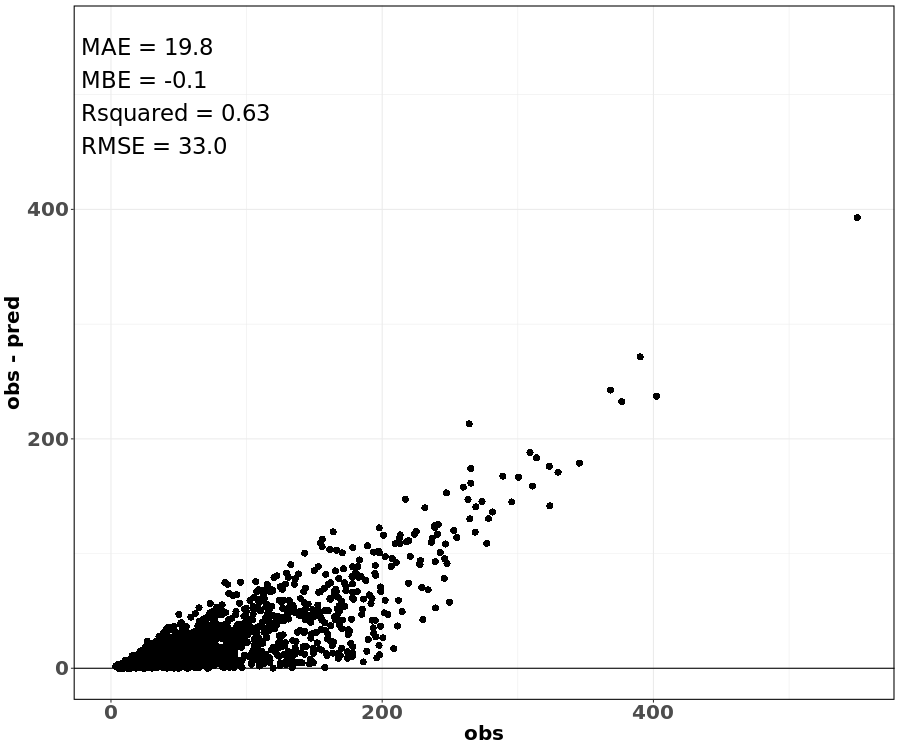 MAE = 19.8
MBE = -0.1
Rsquared = 0.63
RMSE = 33.0
400
200
0
obs - pred
0 200 400
obs